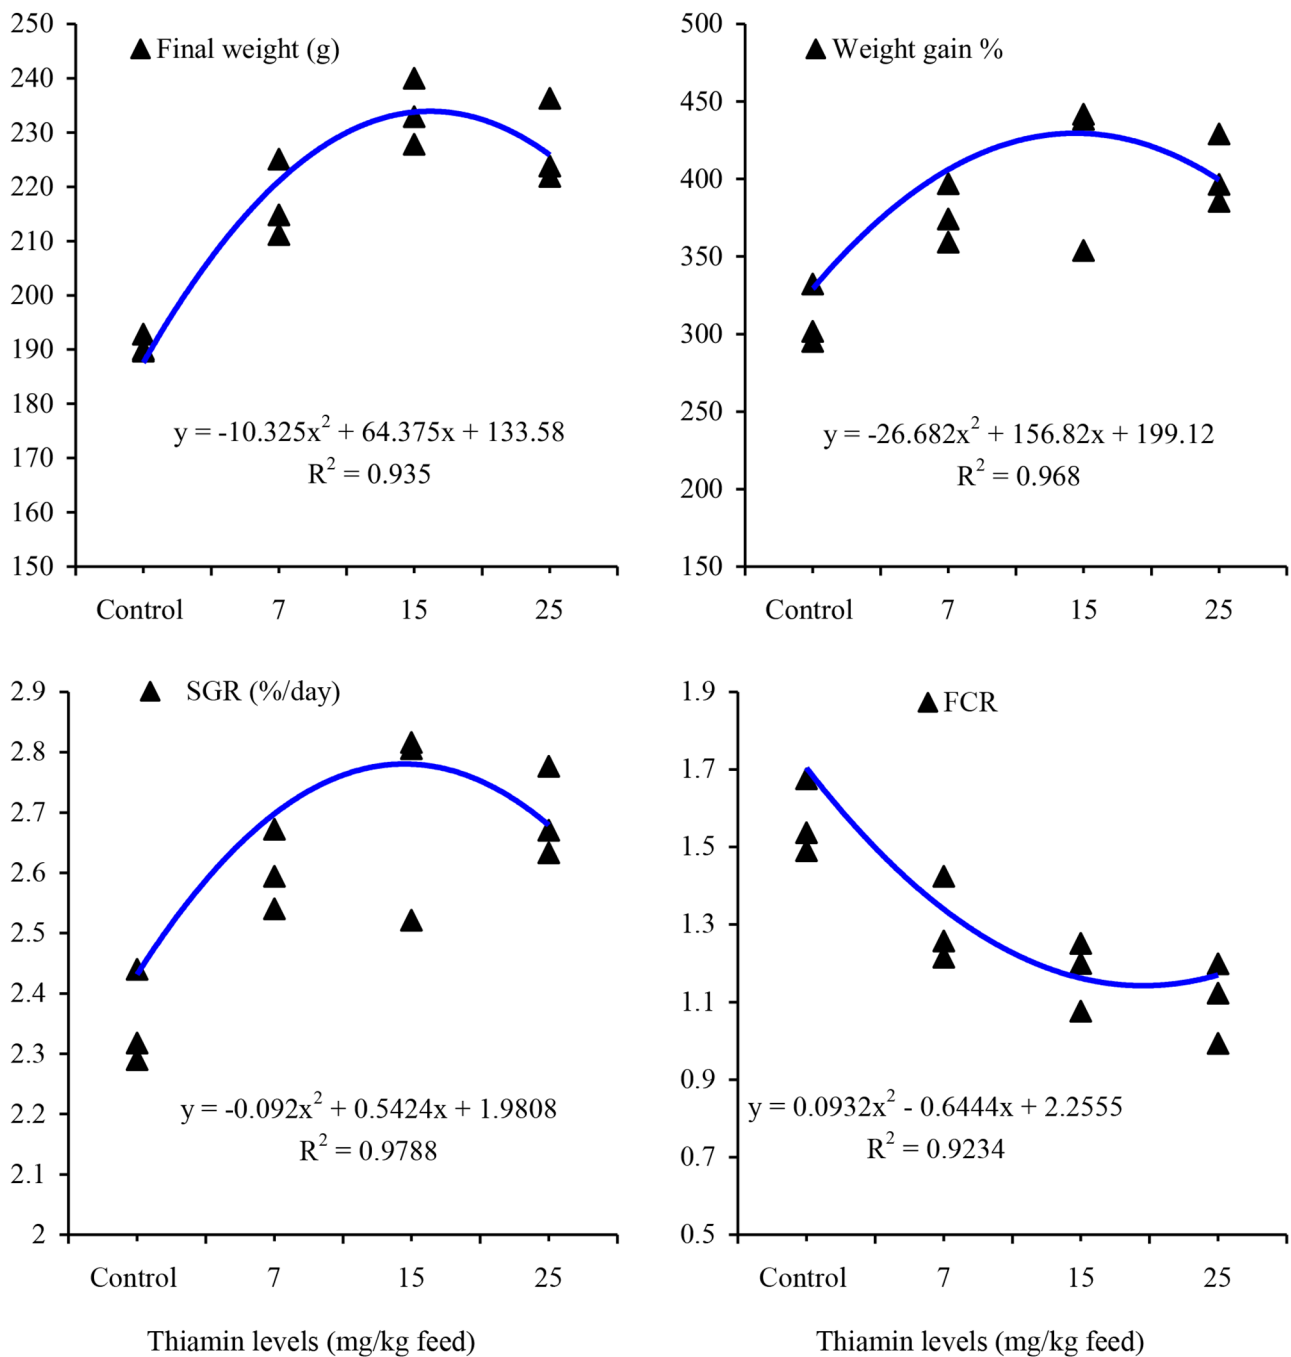 Final weight (g)
250
240
230
220
210
200
190
180
170
160
150
y = -10.325x² + 64.375x + 133.58
R² = 0.935
Control 7 15 25
Weight gain %
500
450
400
350
300
250
200
150
y = -26.682x² + 156.82x + 199.12
R² = 0.968
Control 7 15 25
SGR (%/day)
2.9
2.8
2.7
2.6
2.5
2.4
2.3
2.2
2.1
2
y = -0.092x² + 0.5424x + 1.9808
R² = 0.9788
Control 7 15 25
Thiamin levels (mg/kg feed)
FCR
1.9
1.7
1.5
1.3
1.1
0.9
0.7
0.5
y = 0.0932x² - 0.6444x + 2.2555
R² = 0.9234
Control 7 15 25
Thiamin levels (mg/kg feed)